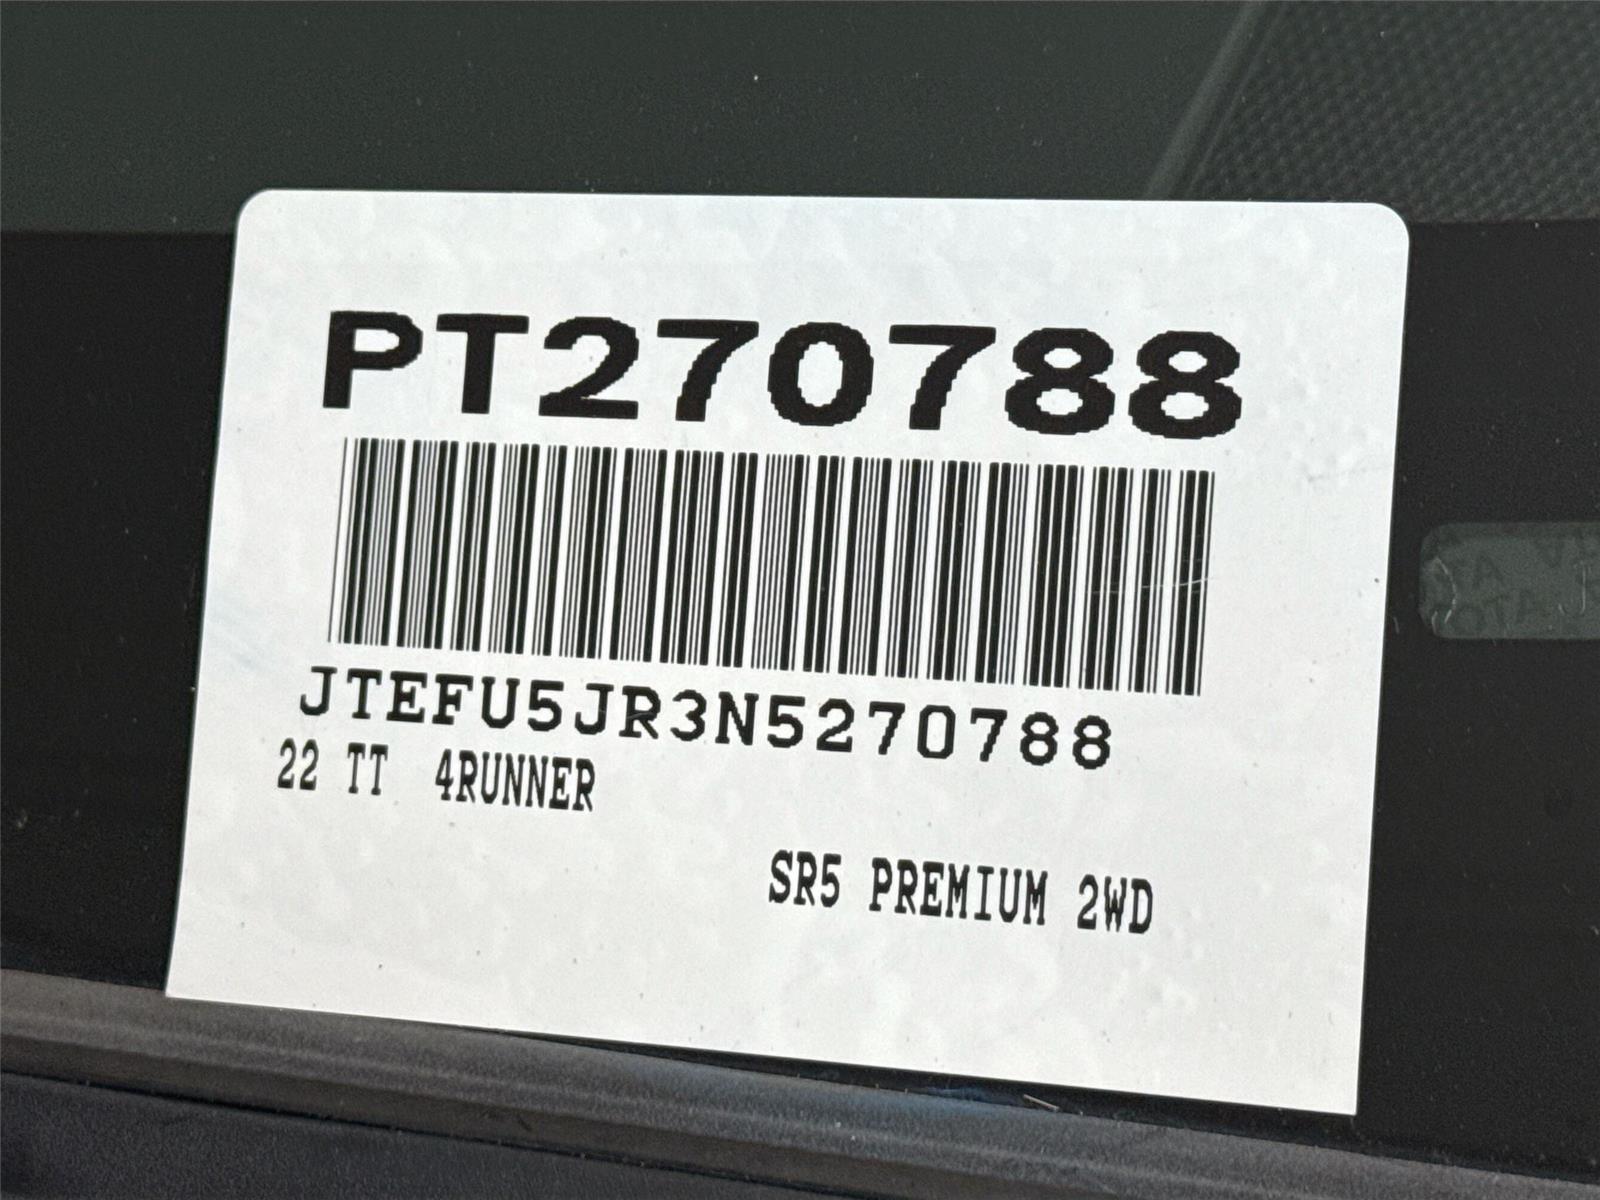 PT270788
JTEFU5JR3N5270788
22 TT 4RUNNER
SR5 PREMIUM 2WD